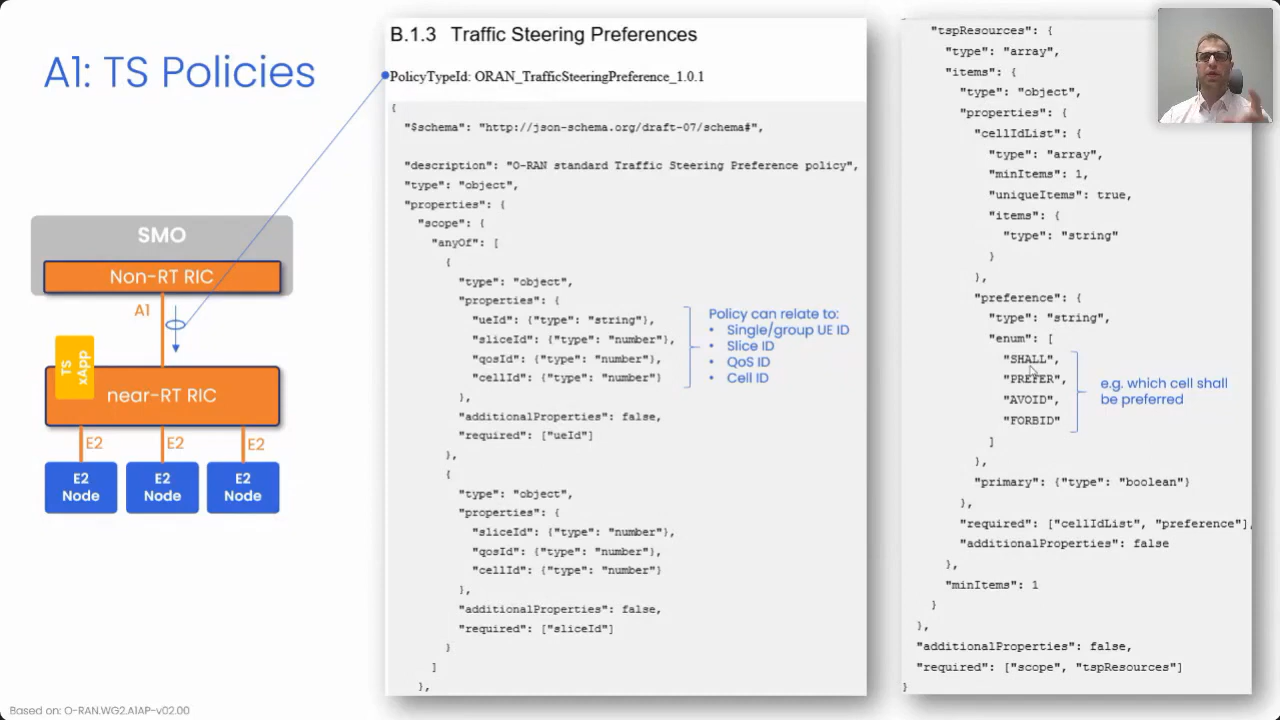 A1: TS Policies
SMO
Non-RT RIC
A1
TS xApp
near-RT RIC
E2
E2
E2
E2 Node
E2 Node
E2 Node
Based on: O-RAN.WG2.A1AP-v02.00
B.1.3 Traffic Steering Preferences
PolicyTypeId: ORAN_TrafficSteeringPreference_1.0.1
{
"$schema": "http://json-schema.org/draft-07/schema#",
"description": "O-RAN standard Traffic Steering Preference policy",
"type": "object",
"properties": {
"scope": {
"anyOf": [
{
"type": "object",
"properties": {
"ueId": {"type": "string"},
"sliceId": {"type": "number"},
"qosId": {"type": "number"},
"cellId": {"type": "number"}
},
"additionalProperties": false,
"required": ["ueId"]
},
{
"type": "object",
"properties": {
"sliceId": {"type": "number"},
"qosId": {"type": "number"},
"cellId": {"type": "number"}
},
"additionalProperties": false,
"required": ["sliceId"]
}
]
},
Policy can relate to:
• Single/group UE ID
• Slice ID
• QoS ID
• Cell ID
"tspResources": {
"type": "array",
"items": {
"type": "object",
"properties": {
"cellIdList": {
"type": "array",
"minItems": 1,
"uniqueItems": true,
"items": {
"type": "string"
}
},
"preference": {
"type": "string",
"enum": [
"SHALL",
"PREFER",
"AVOID",
"FORBID"
]
},
"primary": {"type": "boolean"}
},
"required": ["cellIdList", "preference"],
"additionalProperties": false
},
"minItems": 1
}
},
"additionalProperties": false,
"required": ["scope", "tspResources"]
}
e.g. which cell shall
be preferred